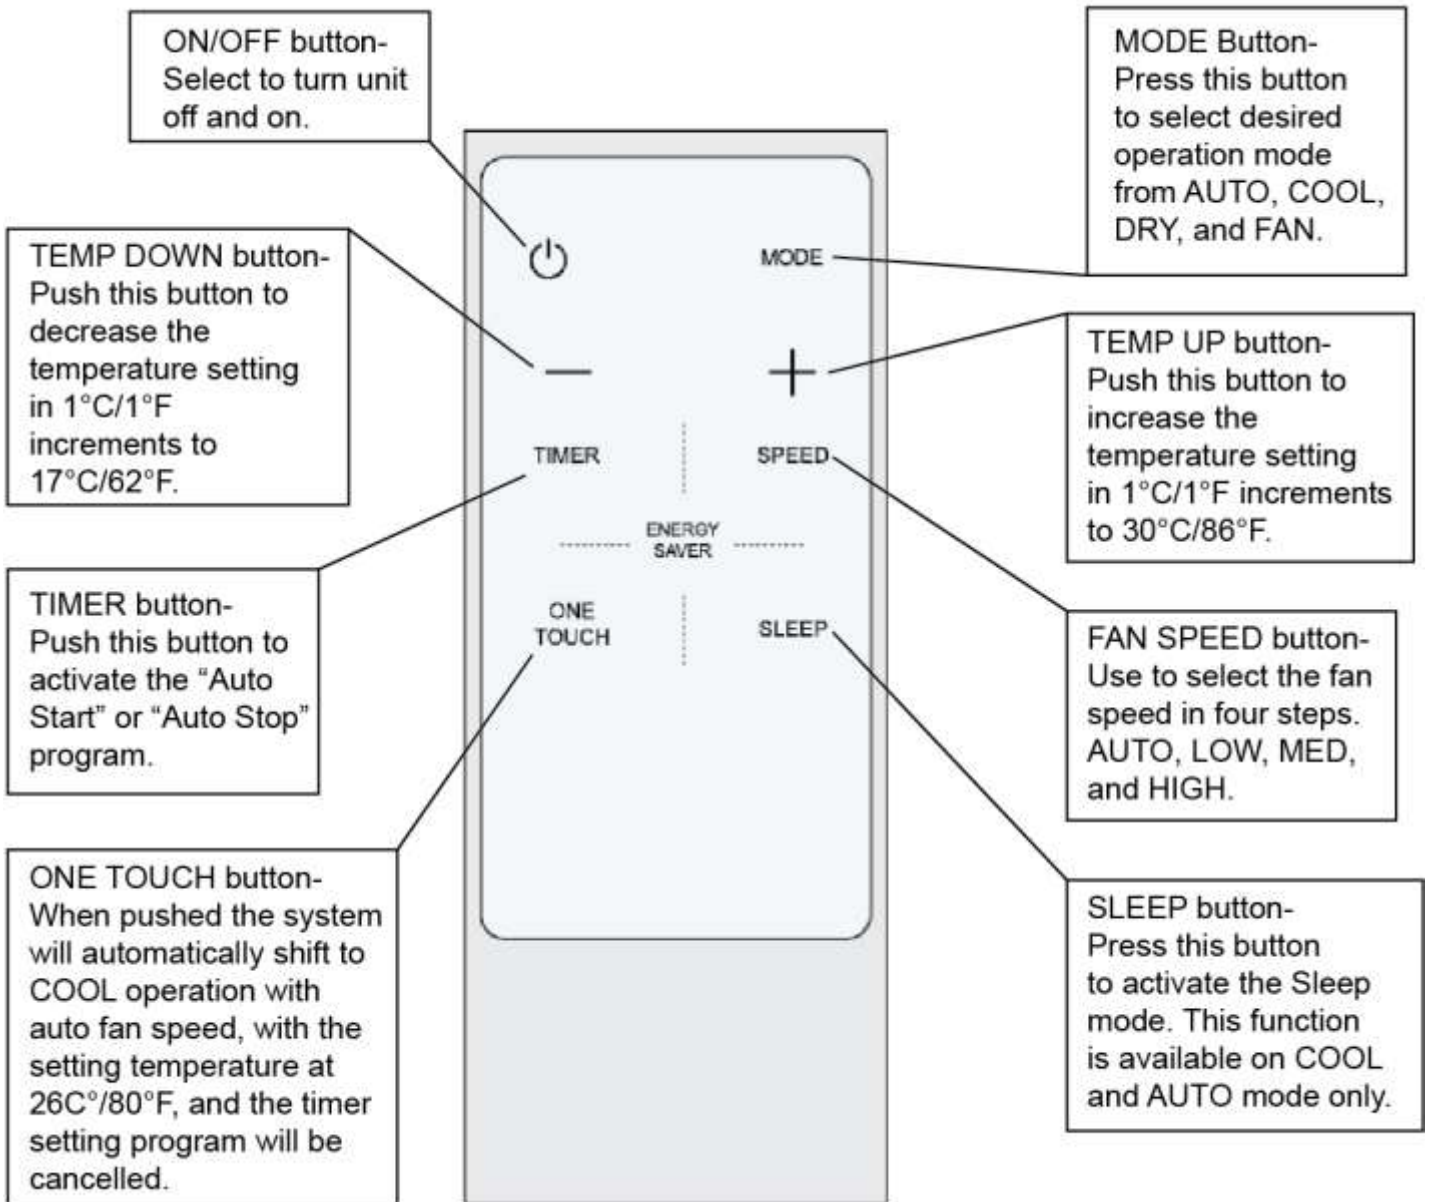 ON/OFF button-
Select to turn unit
off and on.
MODE Button-
Press this button
to select desired
operation mode
from AUTO, COOL,
DRY, and FAN.
TEMP DOWN button-
Push this button to
decrease the
temperature setting
in 1°C/1°F
increments to
17°C/62°F.
MODE
TEMP UP button-
Push this button to
increase the
temperature setting
in 1°C/1°F increments
to 30°C/86°F.
TIMER
SPEED
ENERGY
SAVER
ONE
TOUCH
SLEEP
TIMER button-
Push this button to
activate the “Auto
Start” or “Auto Stop”
program.
FAN SPEED button-
Use to select the fan
speed in four steps.
AUTO, LOW, MED,
and HIGH.
ONE TOUCH button-
When pushed the system
will automatically shift to
COOL operation with
auto fan speed, with the
setting temperature at
26C°/80°F, and the timer
setting program will be
cancelled.
SLEEP button-
Press this button
to activate the Sleep
mode. This function
is available on COOL
and AUTO mode only.